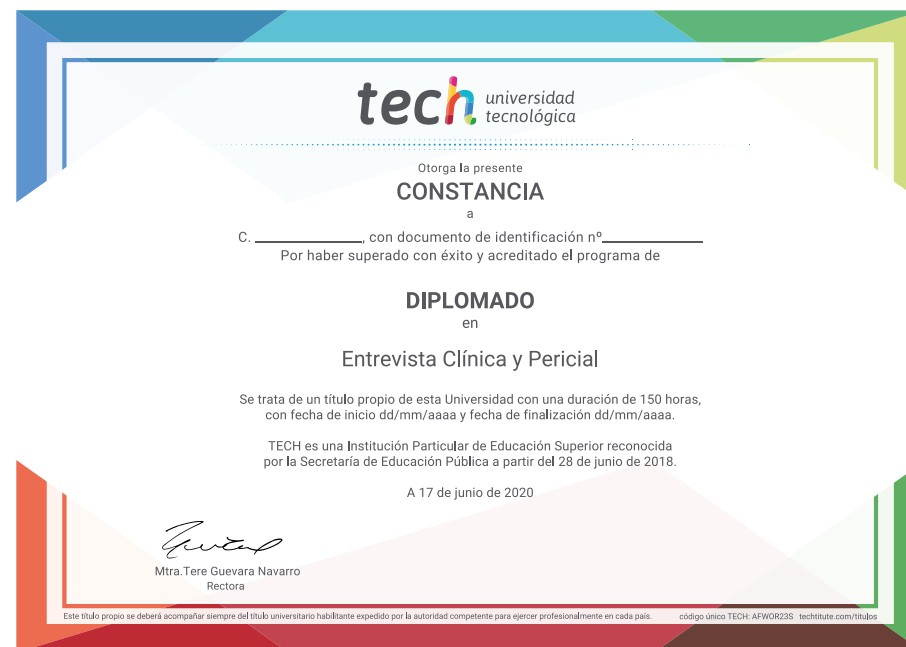 tech universidad
tecnológica
Otorga la presente
CONSTANCIA
a
C. ____________, con documento de identificación nº____________
Por haber superado con éxito y acreditado el programa de
DIPLOMADO
en
Entrevista Clínica y Pericial
Se trata de un título propio de esta Universidad con una duración de 150 horas,
con fecha de inicio dd/mm/aaaa y fecha de finalización dd/mm/aaaa.
TECH es una Institución Particular de Educación Superior reconocida
por la Secretaría de Educación Pública a partir del 28 de junio de 2018.
A 17 de junio de 2020
Mtra.Tere Guevara Navarro
Rectora
Este título propio se deberá acompañar siempre del título universitario habilitante expedido por la autoridad competente para ejercer profesionalmente en cada país. código único TECH: AFWOR23S techtitute.com/titulos